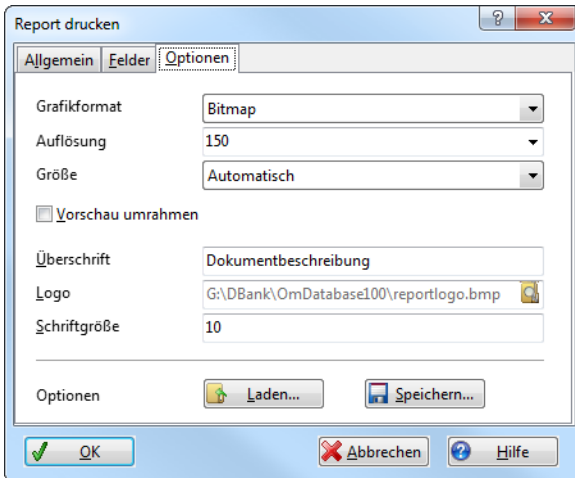 Report drucken
Allgemein Felder Optionen
Grafikformat Bitmap
Auflösung 150
Größe Automatisch
Vorschau umrahmen
Überschrift Dokumentbeschreibung
Logo G:\DBank\OmDatabase100\reportlogo.bmp
Schriftgröße 10
Optionen Laden... Speichern...
OK Abbrechen Hilfe